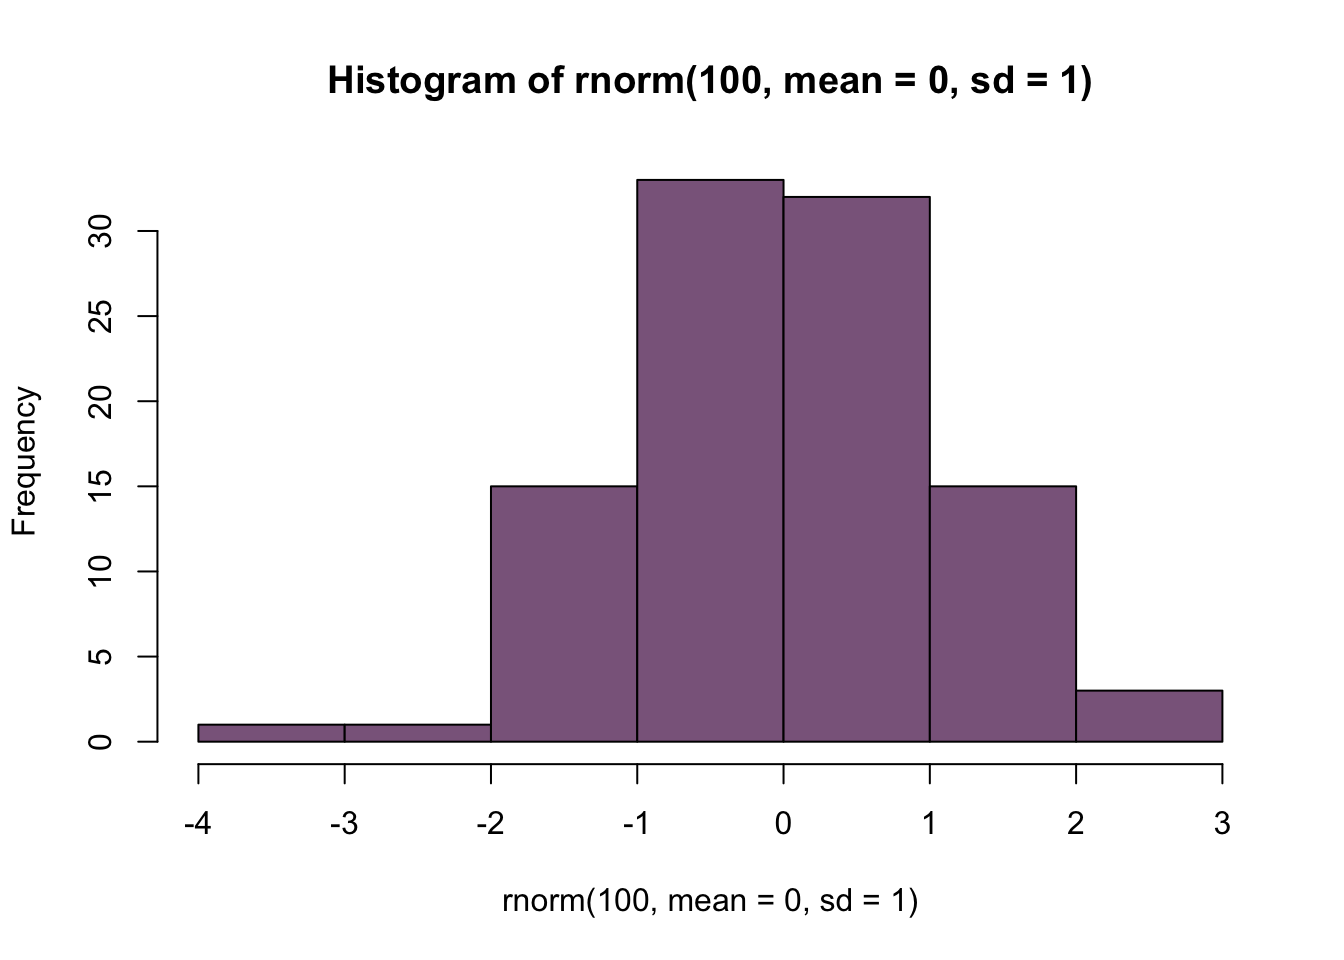 Histogram of rnorm(100, mean = 0, sd = 1)
Frequency
30
25
20
15
10
5
0
-4 -3 -2 -1 0 1 2 3
rnorm(100, mean = 0, sd = 1)